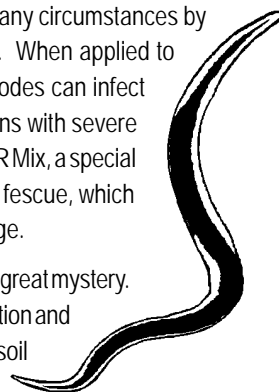 any circumstances by
. When applied to
odes can infect
ns with severe
R Mix, a special
fescue, which
ge.
great mystery.
tion and
soil